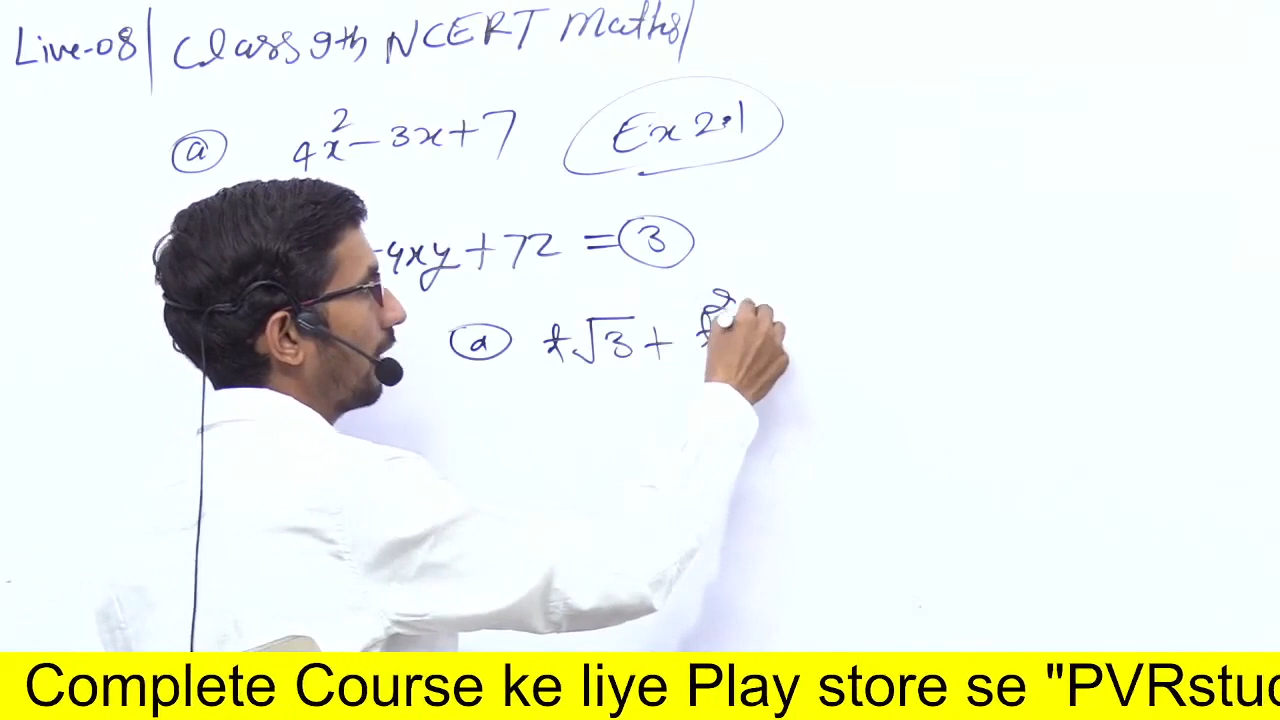 Live-08| Class 9th NCERT Maths|
(a) 4x² - 3x + 7 Ex 2.1
-4xy + 7z = 3
(a) t√3 + t²
Complete Course ke liye Play store se "PVRstud